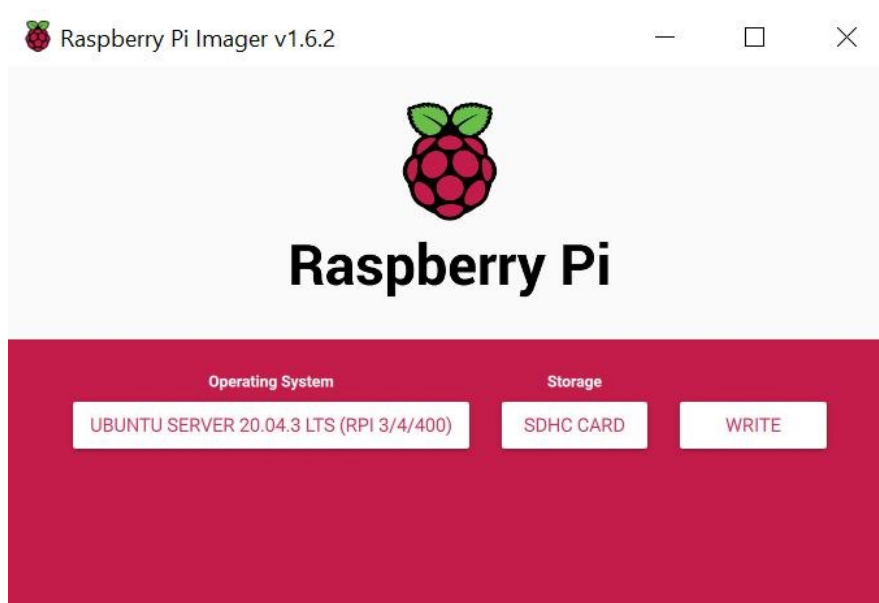 Raspberry Pi Imager v1.6.2
Raspberry Pi
Operating System
Storage
UBUNTU SERVER 20.04.3 LTS (RPI 3/4/400)
SDHC CARD
WRITE